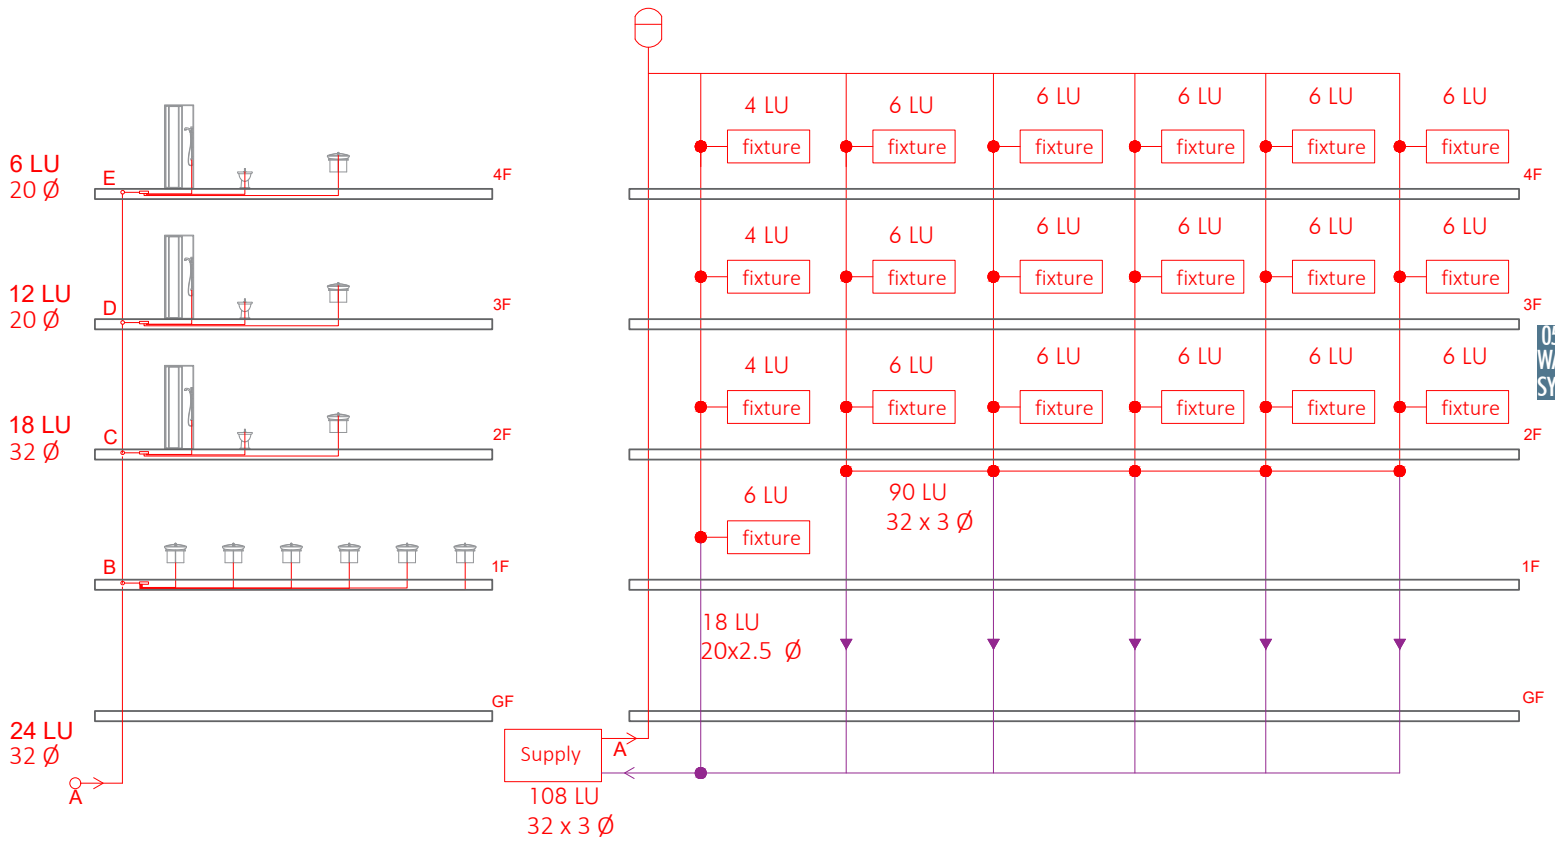 6 LU
20 Ø
E
4F
12 LU
20 Ø
D
3F
18 LU
32 Ø
C
2F
B
1F
GF
24 LU
32 Ø
A
4 LU
6 LU
6 LU
6 LU
6 LU
6 LU
fixture
fixture
fixture
fixture
fixture
fixture
4F
4 LU
6 LU
6 LU
6 LU
6 LU
6 LU
fixture
fixture
fixture
fixture
fixture
fixture
3F
4 LU
6 LU
6 LU
6 LU
6 LU
6 LU
fixture
fixture
fixture
fixture
fixture
fixture
2F
6 LU
fixture
90 LU
32 x 3 Ø
1F
18 LU
20x2.5 Ø
GF
Supply
A
108 LU
32 x 3 Ø